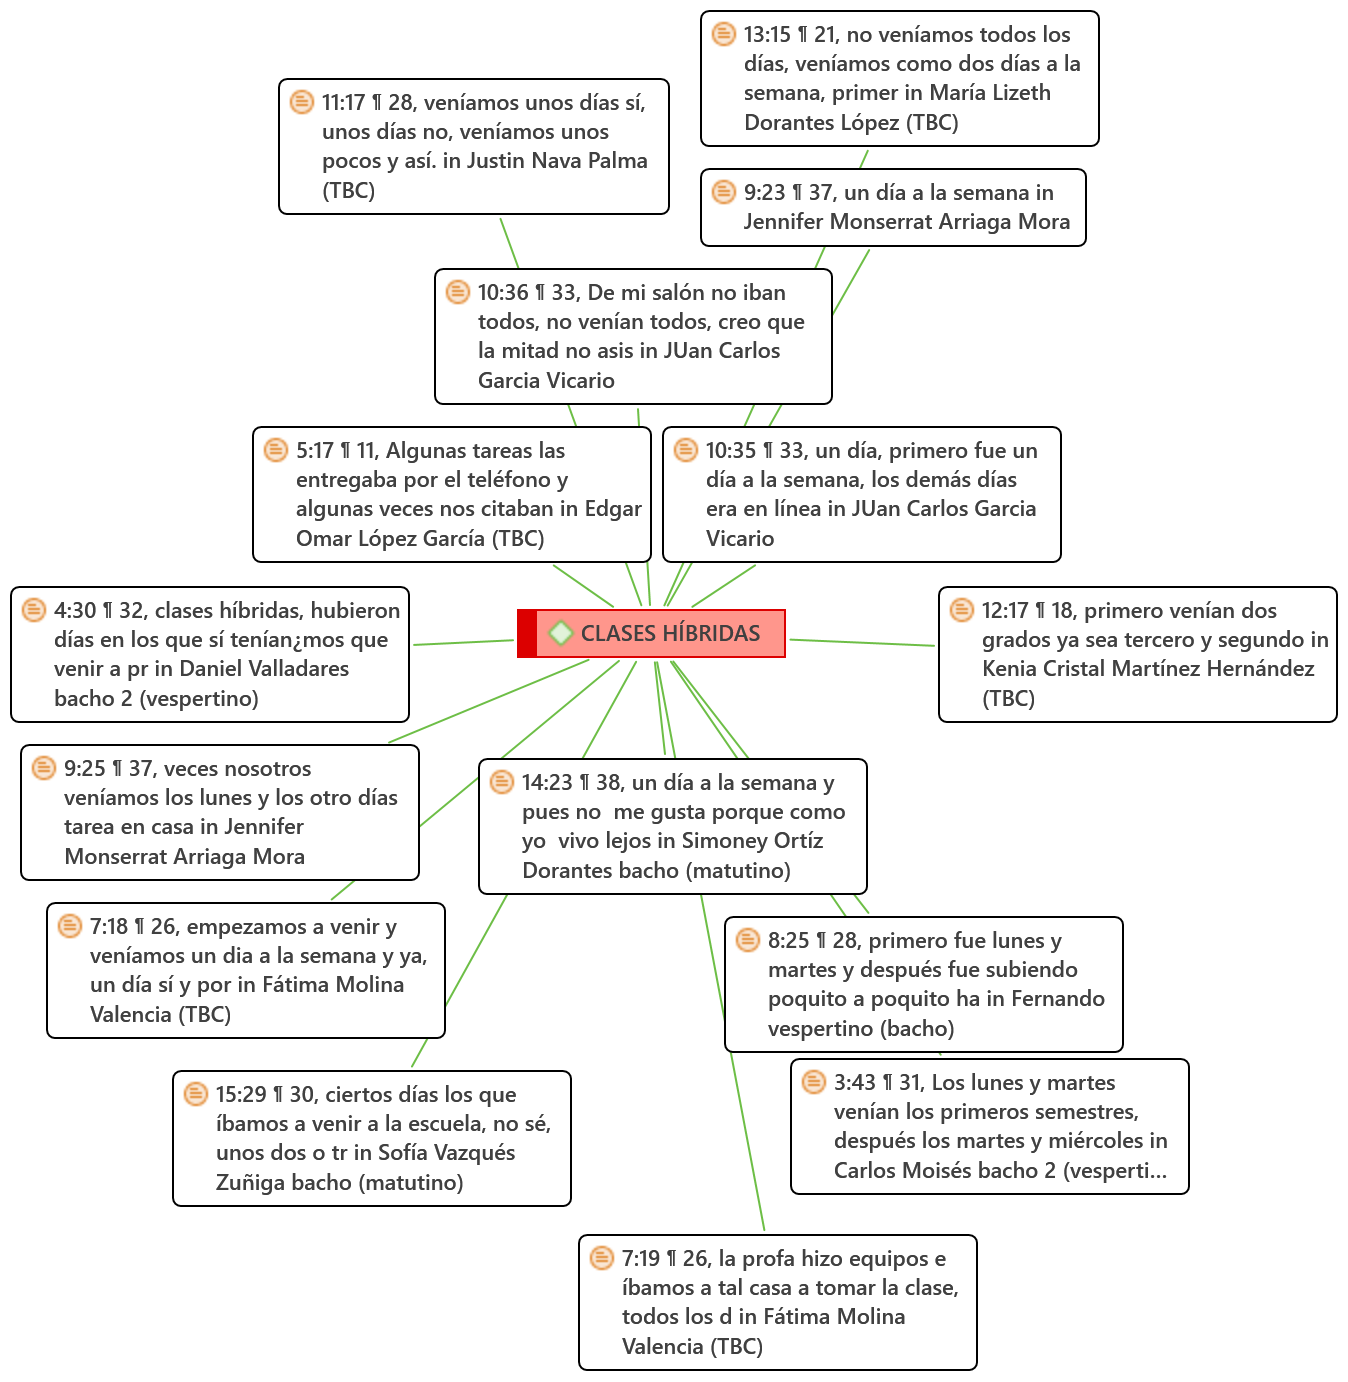 13:15 ¶ 21, no veníamos todos los
días, veníamos como dos días a la
semana, primer in María Lizeth
Dorantes López (TBC)
11:17 ¶ 28, veníamos unos días sí,
unos días no, veníamos unos
pocos y así. in Justin Nava Palma
(TBC)
9:23 ¶ 37, un día a la semana in
Jennifer Monserrat Arriaga Mora
10:36 ¶ 33, De mi salón no iban
todos, no venían todos, creo que
la mitad no asis in JUan Carlos
Garcia Vicario
5:17 ¶ 11, Algunas tareas las
entregaba por el teléfono y
algunas veces nos citaban in Edgar
Omar López García (TBC)
10:35 ¶ 33, un día, primero fue un
día a la semana, los demás días
era en línea in JUan Carlos Garcia
Vicario
4:30 ¶ 32, clases híbridas, hubieron
días en los que sí tenían¿mos que
venir a pr in Daniel Valladares
bacho 2 (vespertino)
CLASES HÍBRIDAS
12:17 ¶ 18, primero venían dos
grados ya sea tercero y segundo in
Kenia Cristal Martínez Hernández
(TBC)
9:25 ¶ 37, veces nosotros
veníamos los lunes y los otro días
tarea en casa in Jennifer
Monserrat Arriaga Mora
14:23 ¶ 38, un día a la semana y
pues no  me gusta porque como
yo  vivo lejos in Simoney Ortíz
Dorantes bacho (matutino)
7:18 ¶ 26, empezamos a venir y
veníamos un dia a la semana y ya,
un día sí y por in Fátima Molina
Valencia (TBC)
8:25 ¶ 28, primero fue lunes y
martes y después fue subiendo
poquito a poquito ha in Fernando
vespertino (bacho)
15:29 ¶ 30, ciertos días los que
íbamos a venir a la escuela, no sé,
unos dos o tr in Sofía Vazqués
Zuñiga bacho (matutino)
3:43 ¶ 31, Los lunes y martes
venían los primeros semestres,
después los martes y miércoles in
Carlos Moisés bacho 2 (vesperti...
7:19 ¶ 26, la profa hizo equipos e
íbamos a tal casa a tomar la clase,
todos los d in Fátima Molina
Valencia (TBC)